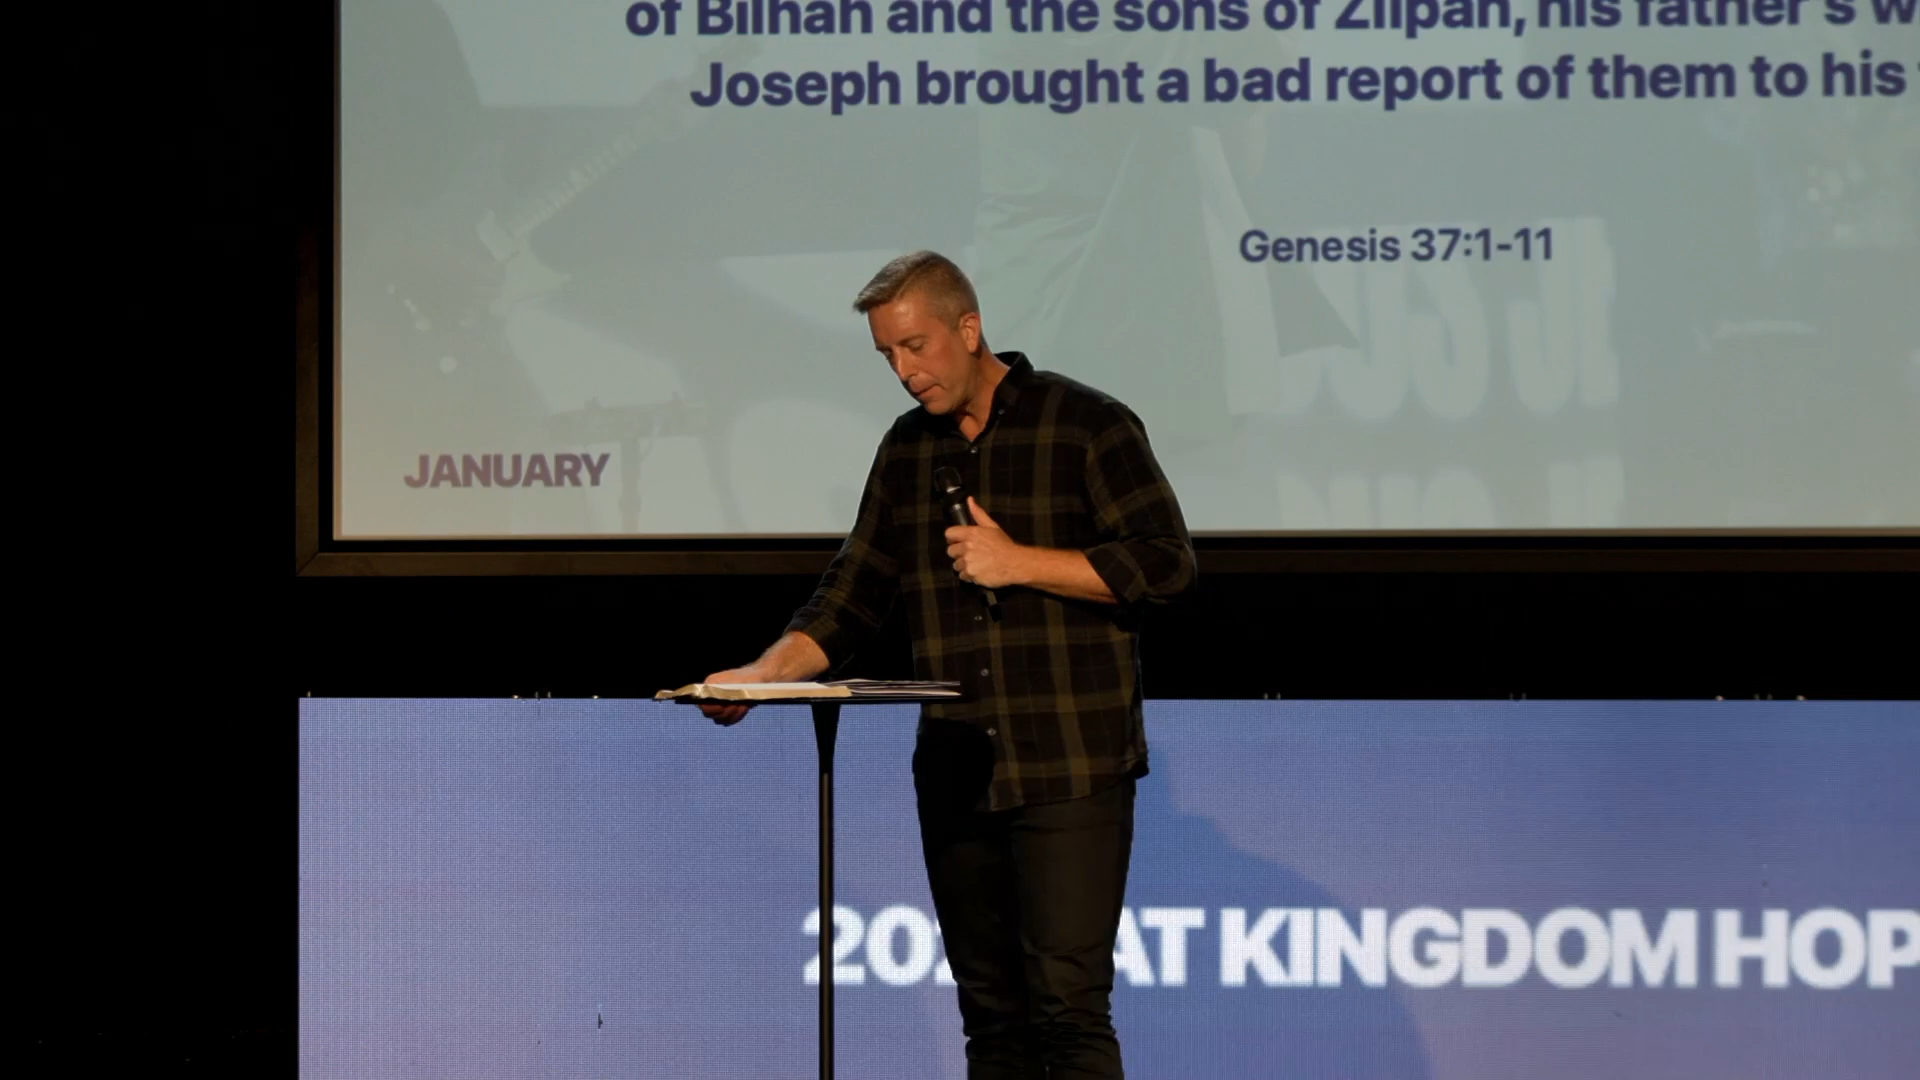 of Bilhah and the sons of Zilpah, his father's
Joseph brought a bad report of them to his
Genesis 37:1-11
JANUARY
AT KINGDOM